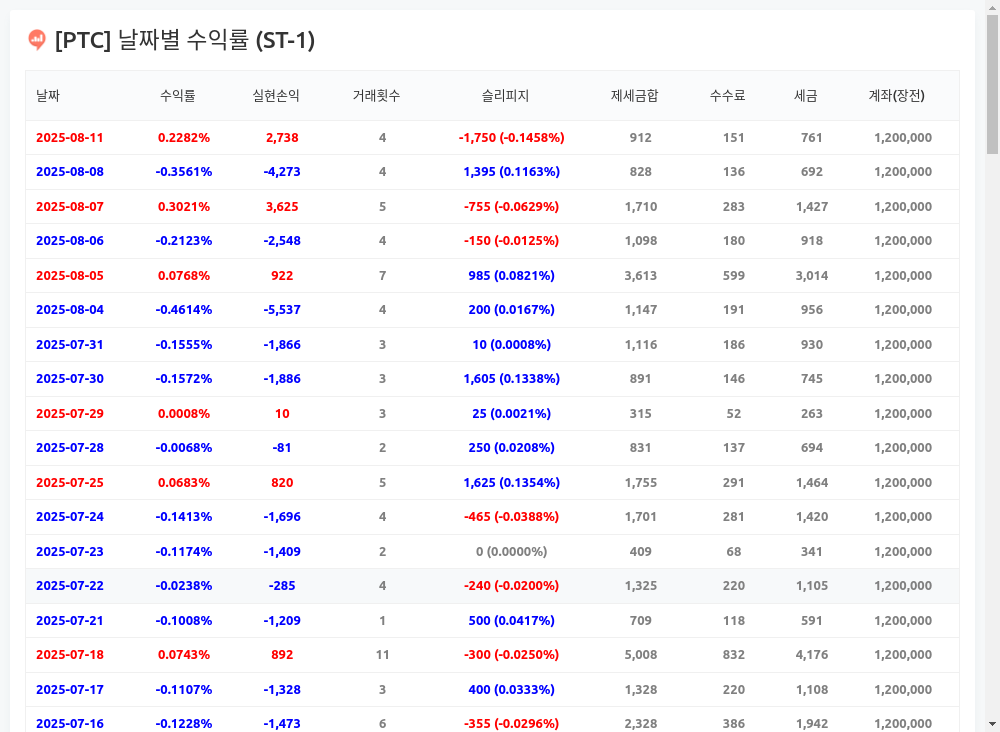 [PTC] 날짜별 수익률 (ST-1)
날짜 수익률 실현손익 거래횟수 슬리피지 제세금합 수수료 세금 계좌(장전)
2025-08-11 0.2282% 2,738 4 -1,750 (-0.1458%) 912 151 761 1,200,000
2025-08-08 -0.3561% -4,273 4 1,395 (0.1163%) 828 136 692 1,200,000
2025-08-07 0.3021% 3,625 5 -755 (-0.0629%) 1,710 283 1,427 1,200,000
2025-08-06 -0.2123% -2,548 4 -150 (-0.0125%) 1,098 180 918 1,200,000
2025-08-05 0.0768% 922 7 985 (0.0821%) 3,613 599 3,014 1,200,000
2025-08-04 -0.4614% -5,537 4 200 (0.0167%) 1,147 191 956 1,200,000
2025-07-31 -0.1555% -1,866 3 10 (0.0008%) 1,116 186 930 1,200,000
2025-07-30 -0.1572% -1,886 3 1,605 (0.1338%) 891 146 745 1,200,000
2025-07-29 0.0008% 10 3 25 (0.0021%) 315 52 263 1,200,000
2025-07-28 -0.0068% -81 2 250 (0.0208%) 831 137 694 1,200,000
2025-07-25 0.0683% 820 5 1,625 (0.1354%) 1,755 291 1,464 1,200,000
2025-07-24 -0.1413% -1,696 4 -465 (-0.0388%) 1,701 281 1,420 1,200,000
2025-07-23 -0.1174% -1,409 2 0 (0.0000%) 409 68 341 1,200,000
2025-07-22 -0.0238% -285 4 -240 (-0.0200%) 1,325 220 1,105 1,200,000
2025-07-21 -0.1008% -1,209 1 500 (0.0417%) 709 118 591 1,200,000
2025-07-18 0.0743% 892 11 -300 (-0.0250%) 5,008 832 4,176 1,200,000
2025-07-17 -0.1107% -1,328 3 400 (0.0333%) 1,328 220 1,108 1,200,000
2025-07-16 -0.1228% -1,473 6 -355 (-0.0296%) 2,328 386 1,942 1,200,000